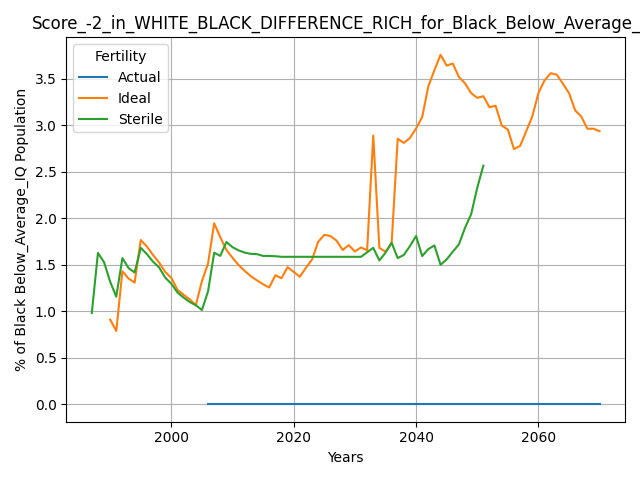 Score_-2_in_WHITE_BLACK_DIFFERENCE_RICH_for_Black_Below_Average_
Fertility
Actual
Ideal
Sterile
% of Black Below_Average_IQ Population
3.5
3.0
2.5
2.0
1.5
1.0
0.5
0.0
2000 2020 2040 2060
Years